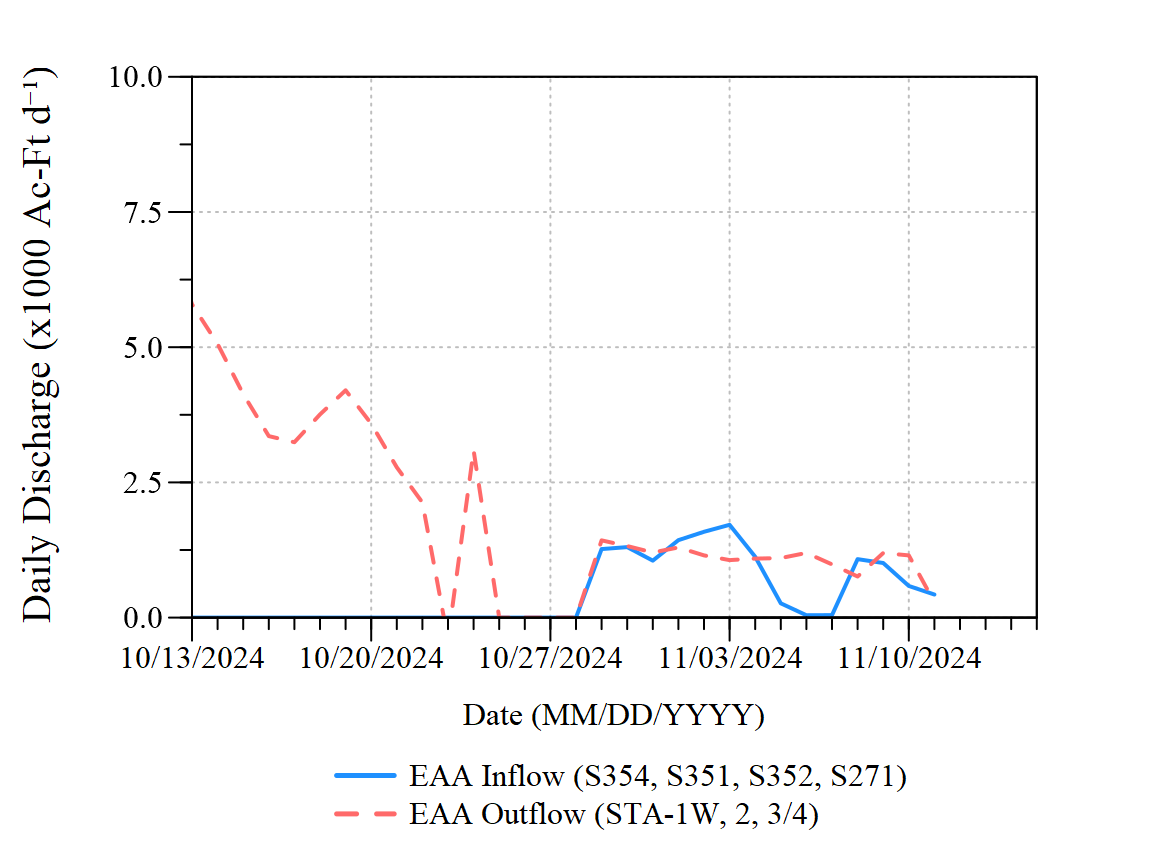 Daily Discharge (x1000 Ac-Ft d⁻¹)
10.0
7.5
5.0
2.5
0.0
10/13/2024 10/20/2024 10/27/2024 11/03/2024 11/10/2024
Date (MM/DD/YYYY)
EAA Inflow (S354, S351, S352, S271)
EAA Outflow (STA-1W, 2, 3/4)